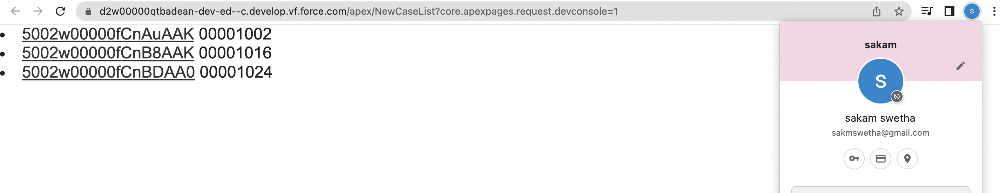 d2w00000qtbadean-dev-ed--c.develop.vf.force.com/apex/NewCaseList?core.apexpages.request.devconsole=1
S
5002w00000fCnAuAAK 00001002
5002w00000fCnB8AAK 00001016
5002w00000fCnBDAA0 00001024
sakam
S
sakam swetha
sakmswetha@gmail.com